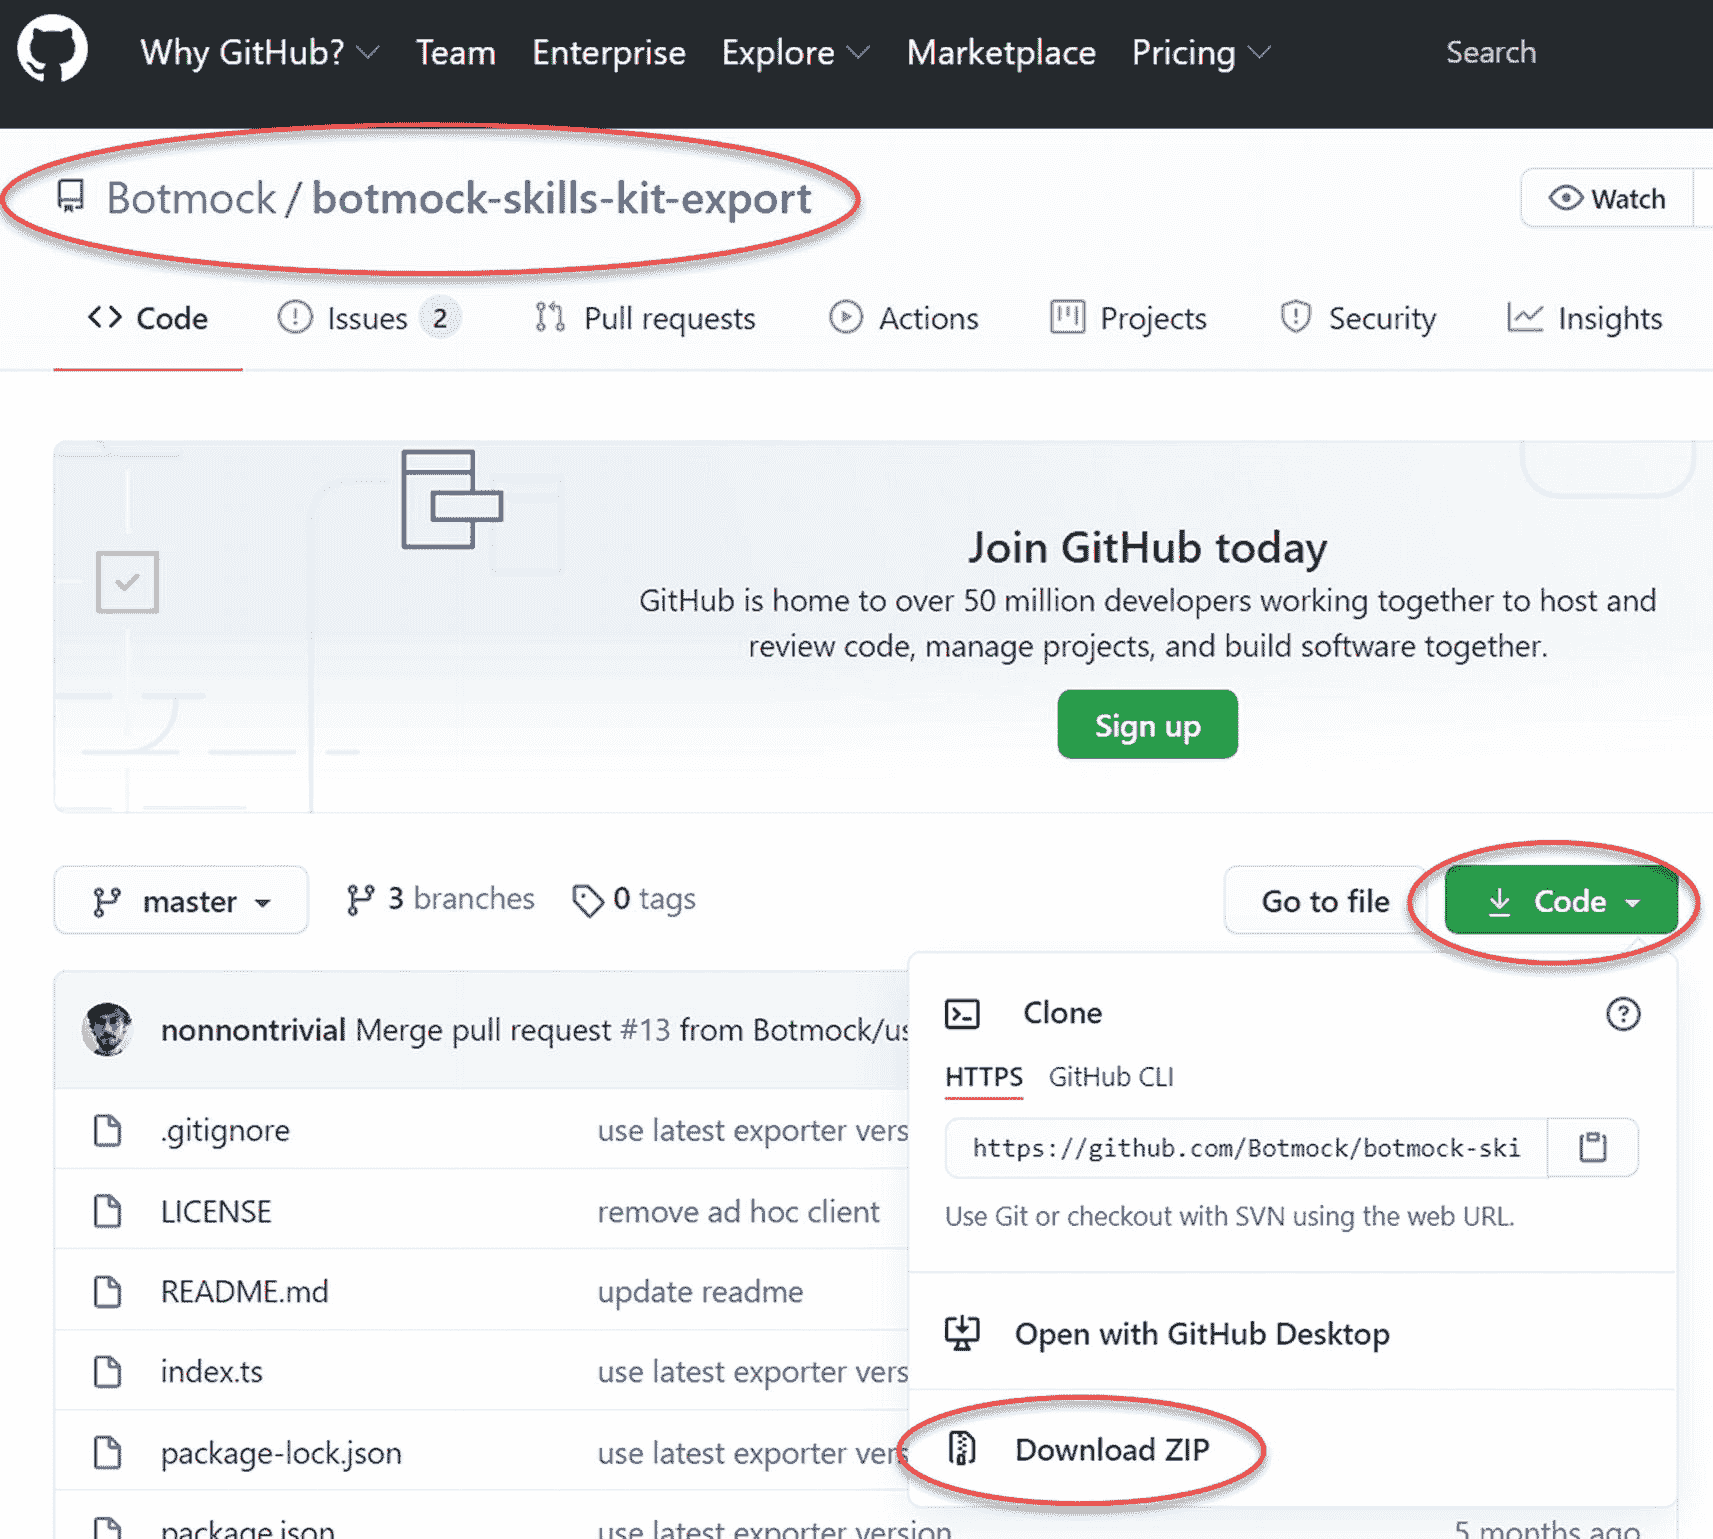 Why GitHub? Team Enterprise Explore Marketplace Pricing Search
Botmock / botmock-skills-kit-export
Watch
Code Issues 2 Pull requests Actions Projects Security Insights
Join GitHub today
GitHub is home to over 50 million developers working together to host and
review code, manage projects, and build software together.
Sign up
master 3 branches 0 tags Go to file Code
nonnontrivial Merge pull request #13 from Botmock/us
.gitignore use latest exporter vers
LICENSE remove ad hoc client
README.md update readme
index.ts use latest exporter vers
package-lock.json use latest exporter vers
package.json use latest exporter version 5 months ago
Clone
HTTPS GitHub CLI
https://github.com/Botmock/botmock-ski
Use Git or checkout with SVN using the web URL.
Open with GitHub Desktop
Download ZIP